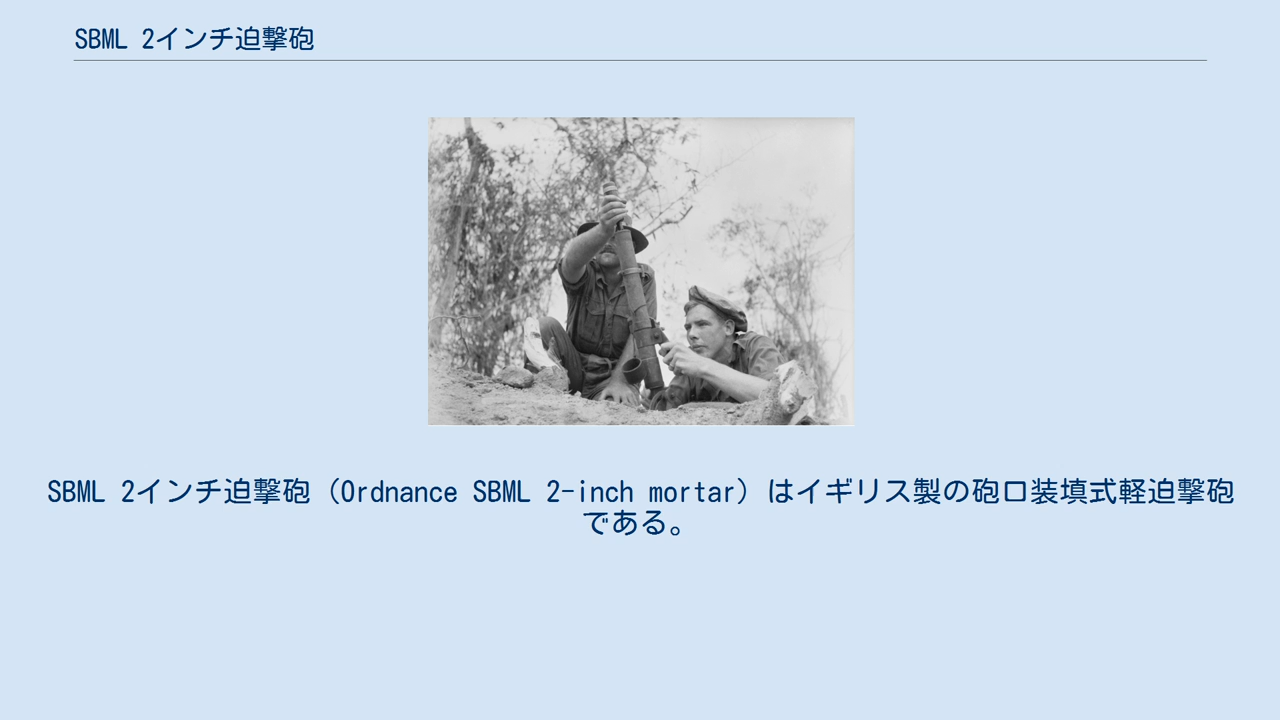 SBML 2インチ迫撃砲
SBML 2インチ迫撃砲（Ordnance SBML 2-inch mortar）はイギリス製の砲口装填式軽迫撃砲
である。